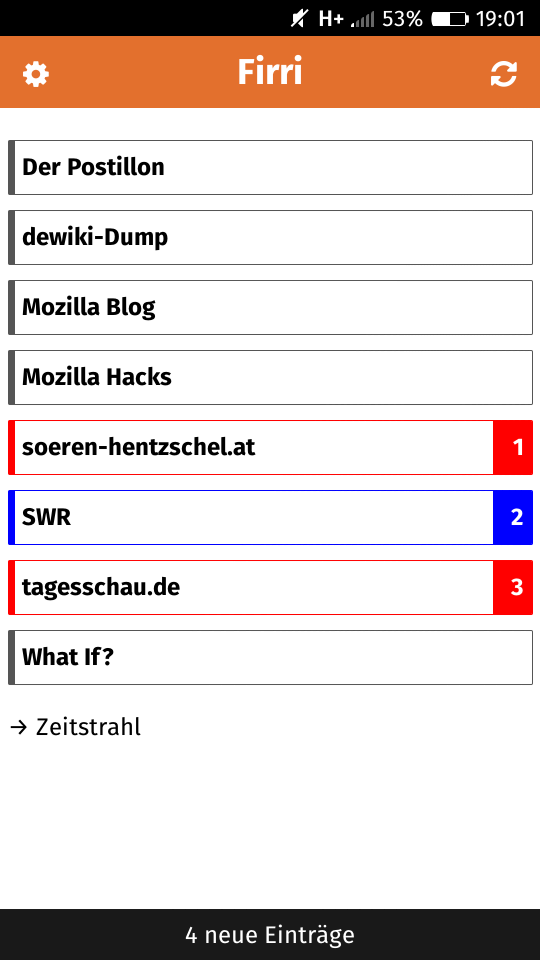 H+ 53% 19:01
Firri
Der Postillon
dewiki-Dump
Mozilla Blog
Mozilla Hacks
soeren-hentzschel.at 1
SWR 2
tagesschau.de 3
What If?
→ Zeitstrahl
4 neue Einträge